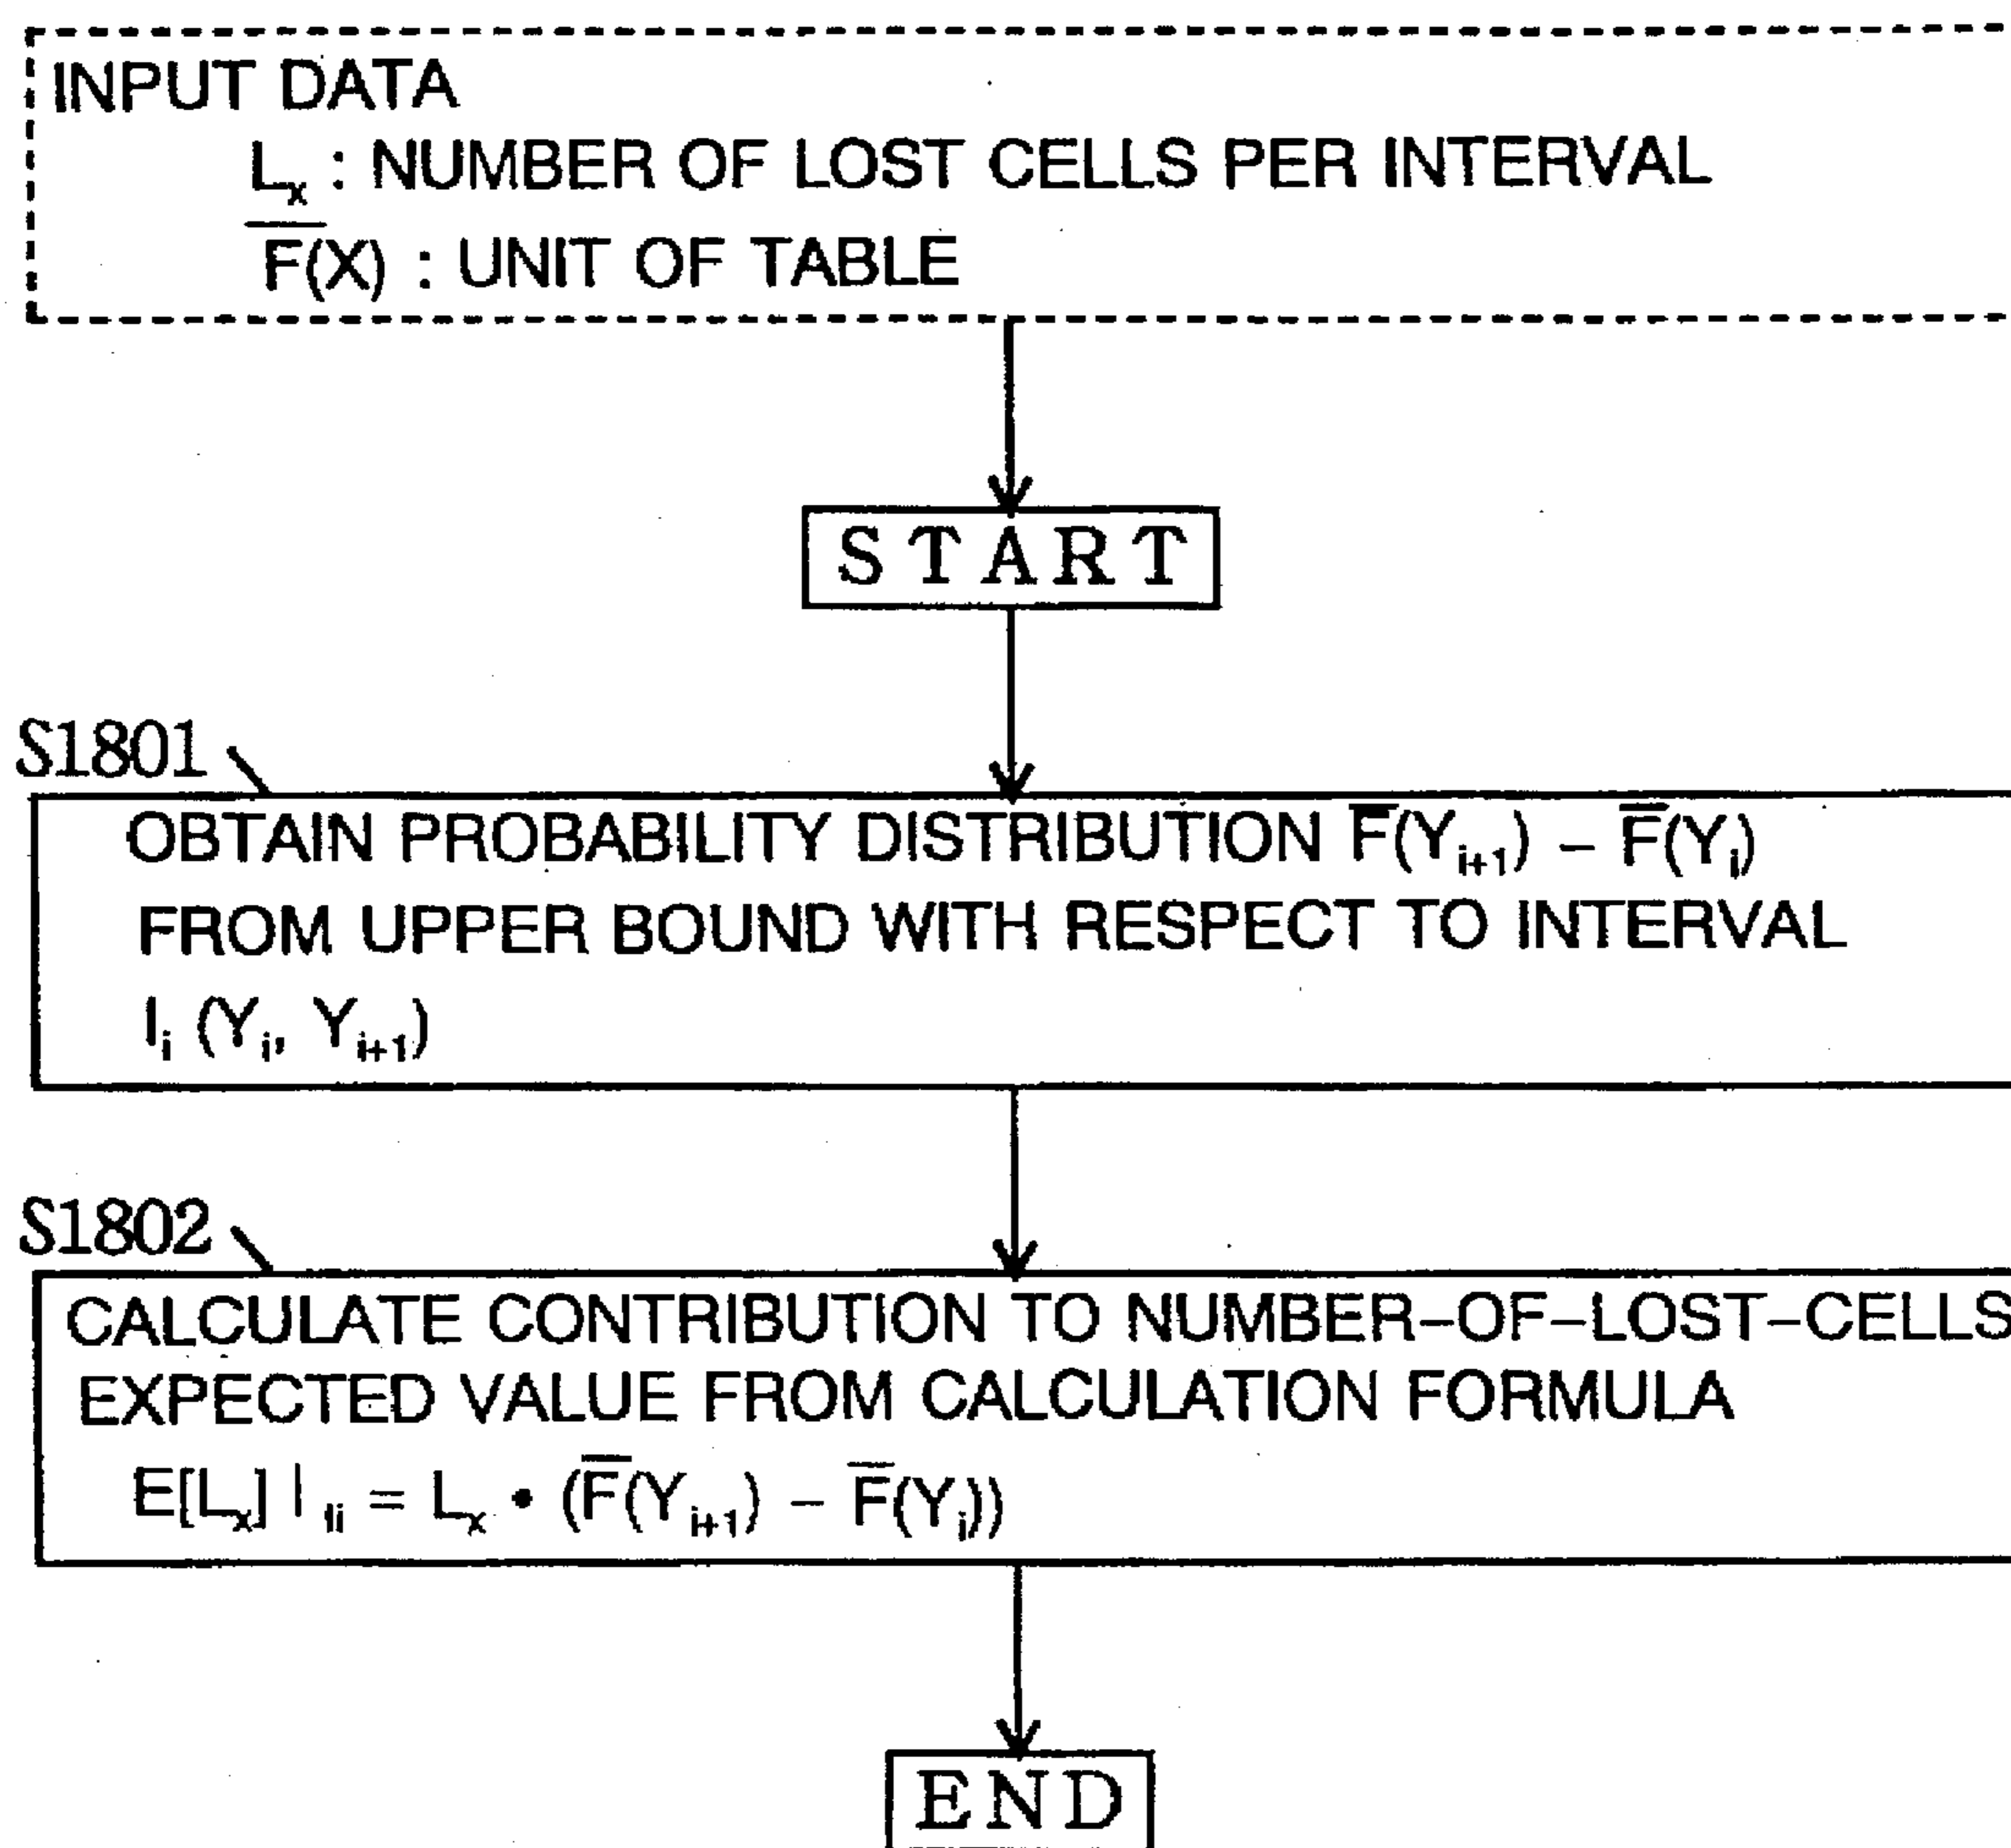 INPUT DATA
Lₓ : NUMBER OF LOST CELLS PER INTERVAL
F̅(X) : UNIT OF TABLE
START
S1801
OBTAIN PROBABILITY DISTRIBUTION F̅(Yᵢ₊₁) – F̅(Yᵢ)
FROM UPPER BOUND WITH RESPECT TO INTERVAL
Iᵢ (Yᵢ, Yᵢ₊₁)
S1802
CALCULATE CONTRIBUTION TO NUMBER–OF–LOST–CELLS
EXPECTED VALUE FROM CALCULATION FORMULA
E[Lₓ] | Iᵢ = Lₓ • (F̅(Yᵢ₊₁) – F̅(Yᵢ))
END